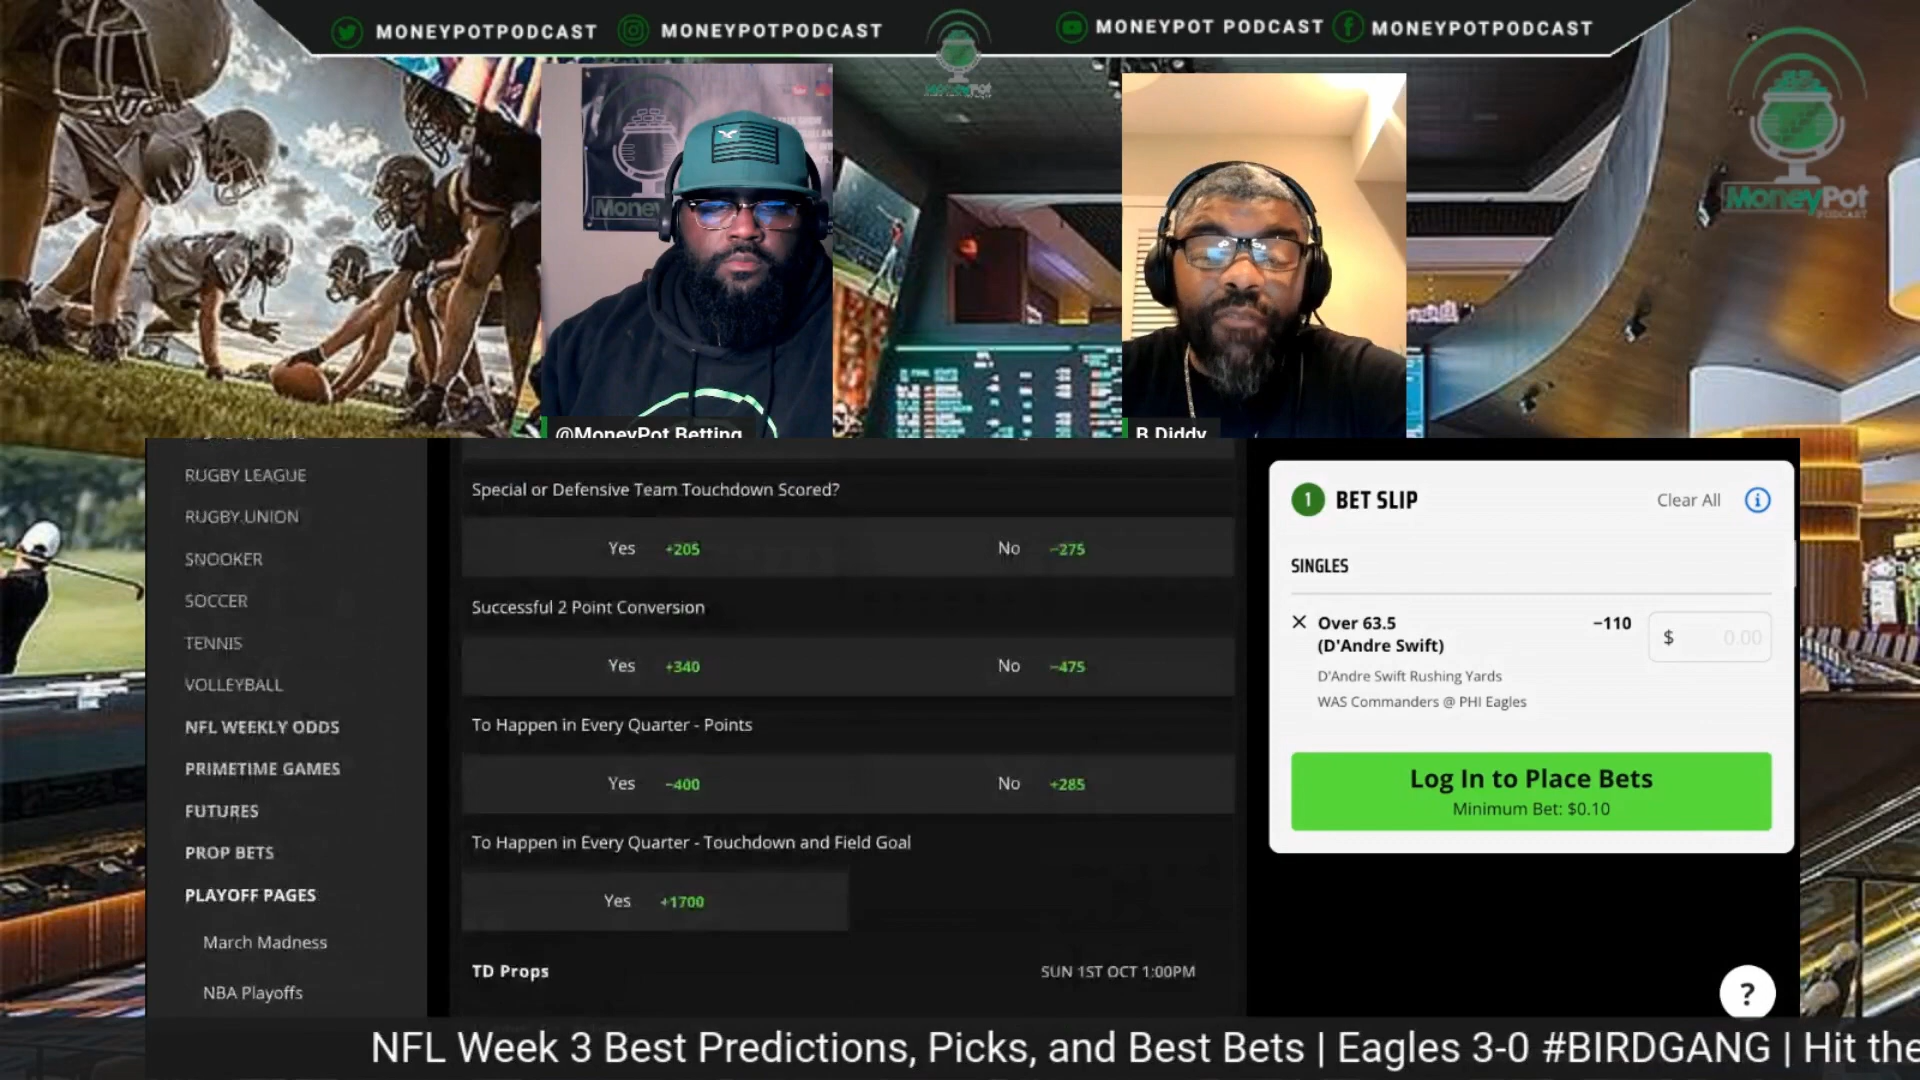 MONEYPOTPODCAST
MONEYPOTPODCAST
MONEYPOT PODCAST
MONEYPOTPODCAST
MoneyPot
MoneyPot
PODCAST
Money
@MoneyPot Betting
B Diddy
RUGBY LEAGUE
RUGBY UNION
SNOOKER
SOCCER
TENNIS
VOLLEYBALL
NFL WEEKLY ODDS
PRIMETIME GAMES
FUTURES
PROP BETS
PLAYOFF PAGES
March Madness
NBA Playoffs
Special or Defensive Team Touchdown Scored?
Yes +205 No −275
Successful 2 Point Conversion
Yes +340 No −475
To Happen in Every Quarter - Points
Yes −400 No +285
To Happen in Every Quarter - Touchdown and Field Goal
Yes +1700
TD Props SUN 1ST OCT 1:00PM
1 BET SLIP Clear All
SINGLES
Over 63.5 −110 $ 0.00
(D'Andre Swift)
D'Andre Swift Rushing Yards
WAS Commanders @ PHI Eagles
Log In to Place Bets
Minimum Bet: $0.10
?
NFL Week 3 Best Predictions, Picks, and Best Bets | Eagles 3-0 #BIRDGANG | Hit the